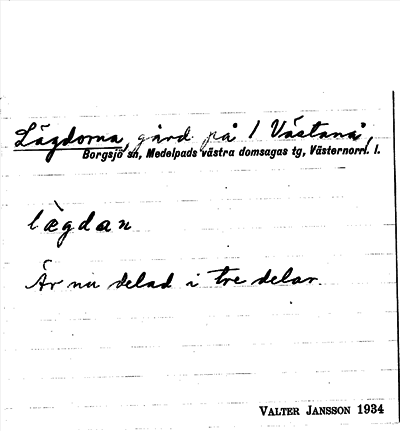 Lägdorna, gård på 1 Västanå,
Borgsjö sn, Medelpads västra domsagas tg, Västernorrl. l.
lægdan
Är nu delad i tre delar.
VALTER JANSSON 1934